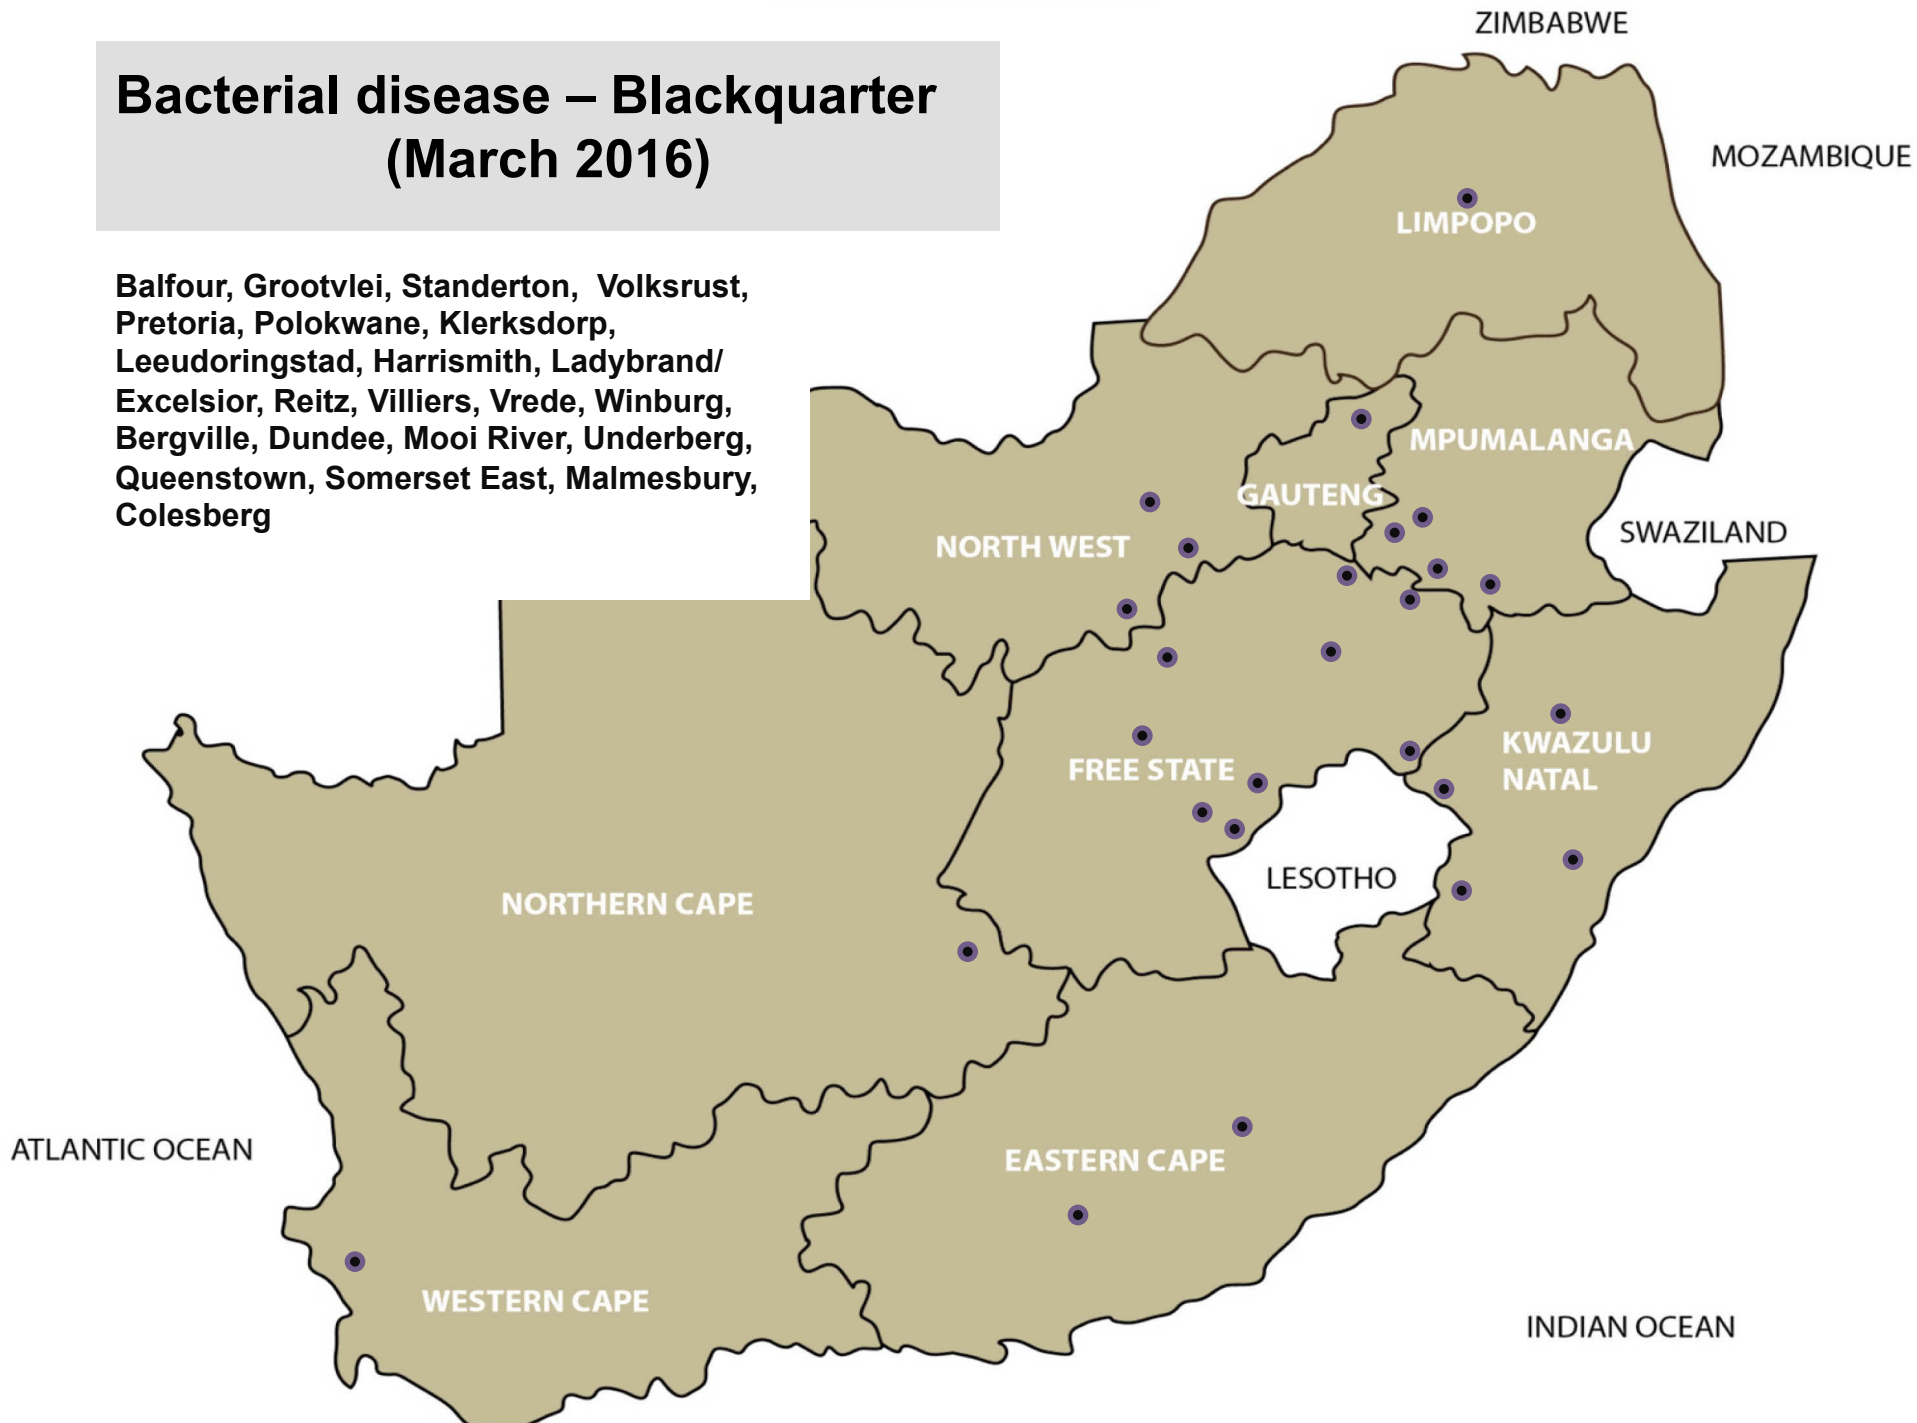 Bacterial disease – Blackquarter
(March 2016)
Balfour, Grootvlei, Standerton,  Volksrust,
Pretoria, Polokwane, Klerksdorp,
Leeudoringstad, Harrismith, Ladybrand/
Excelsior, Reitz, Villiers, Vrede, Winburg,
Bergville, Dundee, Mooi River, Underberg,
Queenstown, Somerset East, Malmesbury,
Colesberg
ZIMBABWE
MOZAMBIQUE
LIMPOPO
MPUMALANGA
GAUTENG
SWAZILAND
NORTH WEST
KWAZULU
NATAL
FREE STATE
LESOTHO
NORTHERN CAPE
ATLANTIC OCEAN
EASTERN CAPE
WESTERN CAPE
INDIAN OCEAN